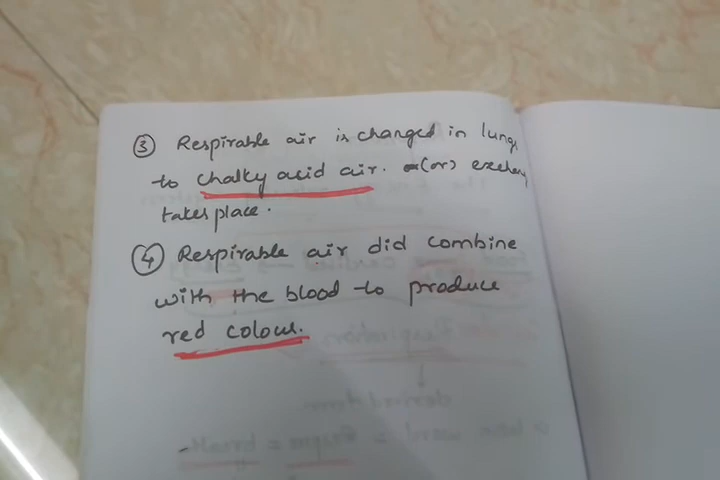 ③ Respirable air is changed in lungs
to chalky acid air. (or) exchang
takes place.
④ Respirable air did combine
with the blood to produce
red colour.